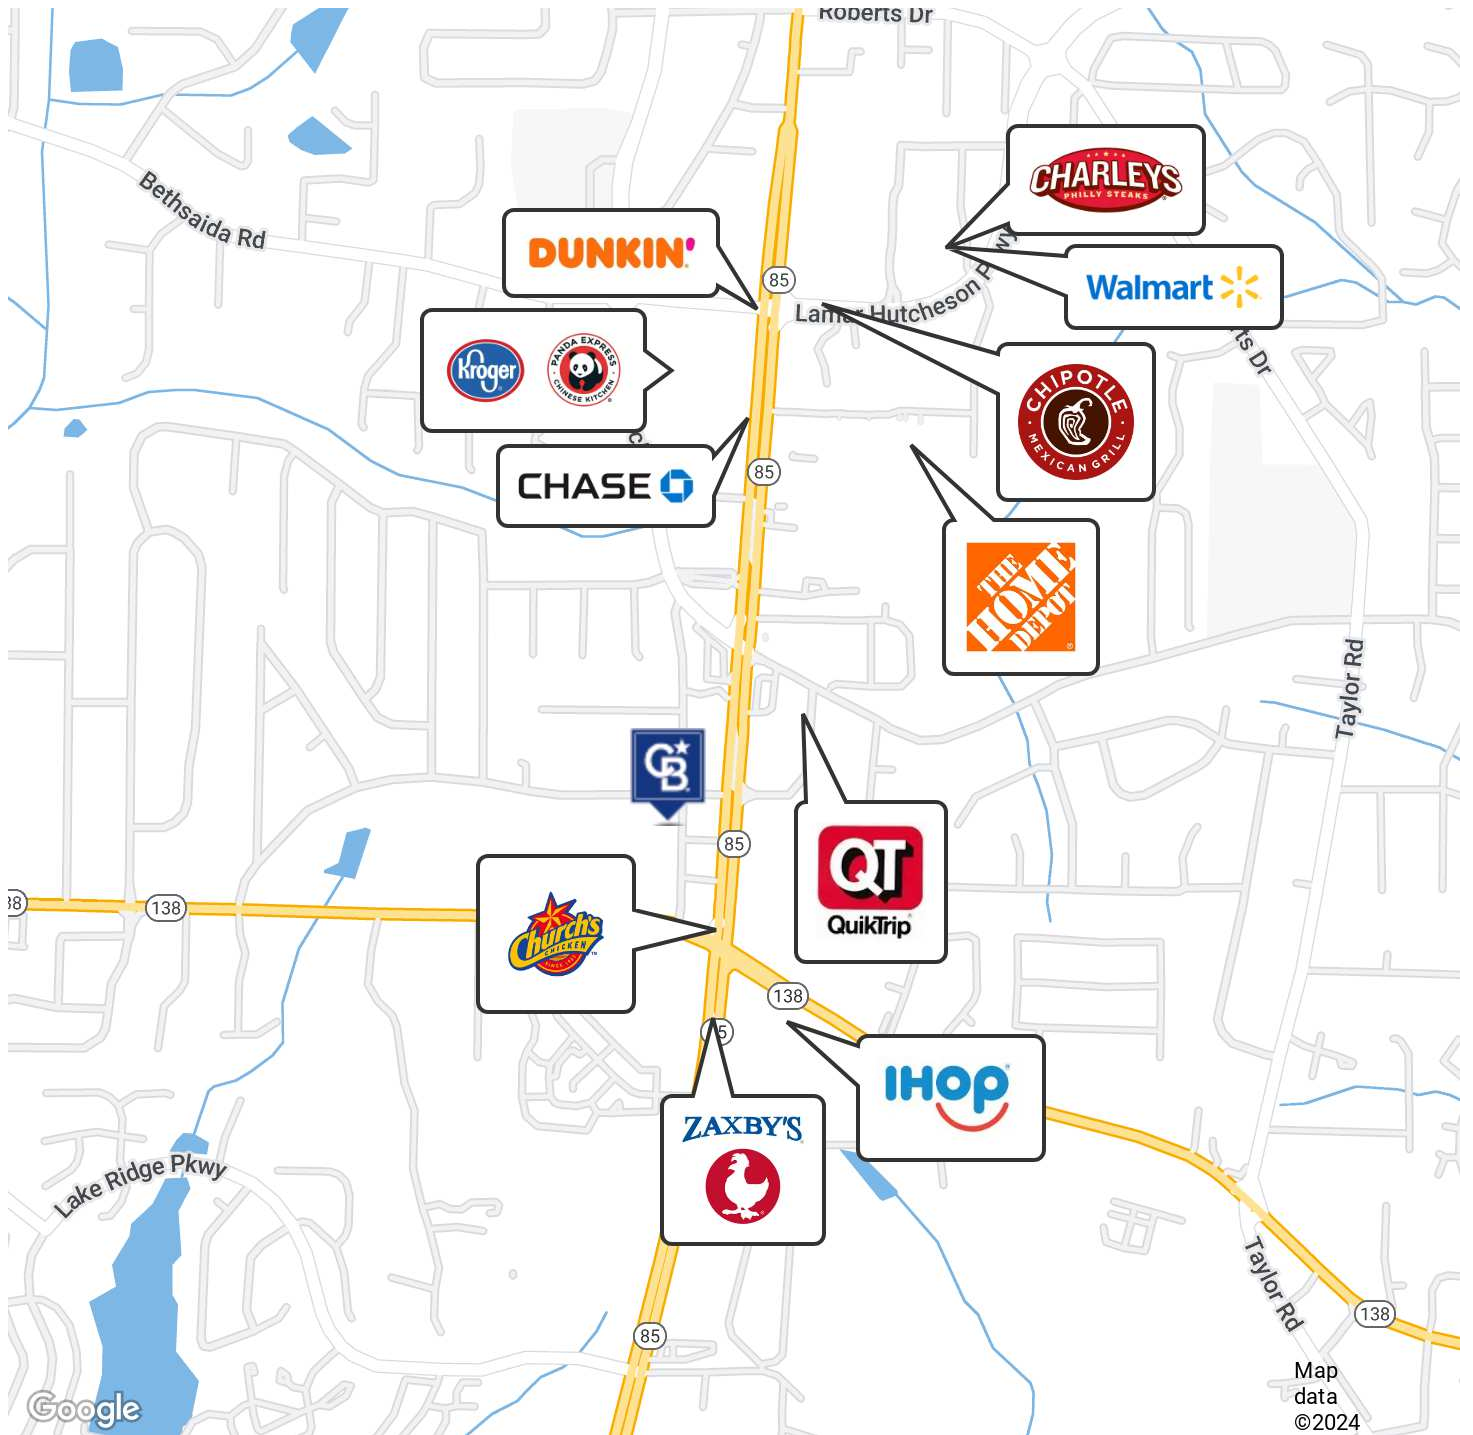 Roberts Dr
CHARLEYS
PHILLY STEAKS
Bethsaida Rd
DUNKIN'
85
Walmart
Lamar Hutcheson Pkwy
Kroger
PANDA EXPRESS
CHINESE KITCHEN
CHIPOTLE
MEXICAN GRILL
85
CHASE
THE
HOME
DEPOT
Taylor Rd
CB
85
QT
QuikTrip
138
Church's
CHICKEN
138
IHOP
ZAXBY'S
Lake Ridge Pkwy
Taylor Rd
138
85
Map
data
©2024
Google